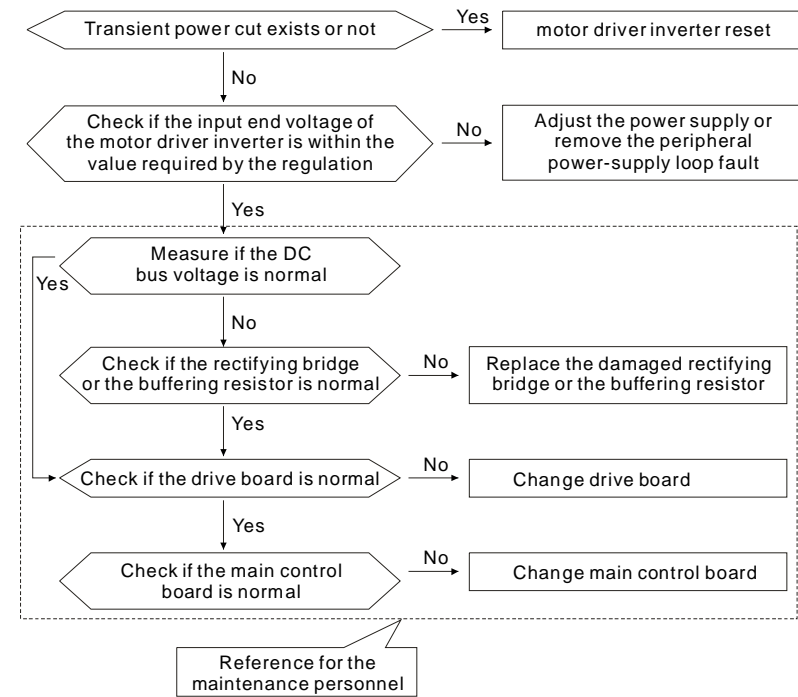 Transient power cut exists or not
Yes
motor driver inverter reset
No
Check if the input end voltage of
the motor driver inverter is within the
value required by the regulation
No
Adjust the power supply or
remove the peripheral
power-supply loop fault
Yes
Measure if the DC
bus voltage is normal
Yes
No
Check if the rectifying bridge
or the buffering resistor is normal
No
Replace the damaged rectifying
bridge or the buffering resistor
Yes
Check if the drive board is normal
No
Change drive board
Yes
Check if the main control
board is normal
No
Change main control board
Reference for the
maintenance personnel